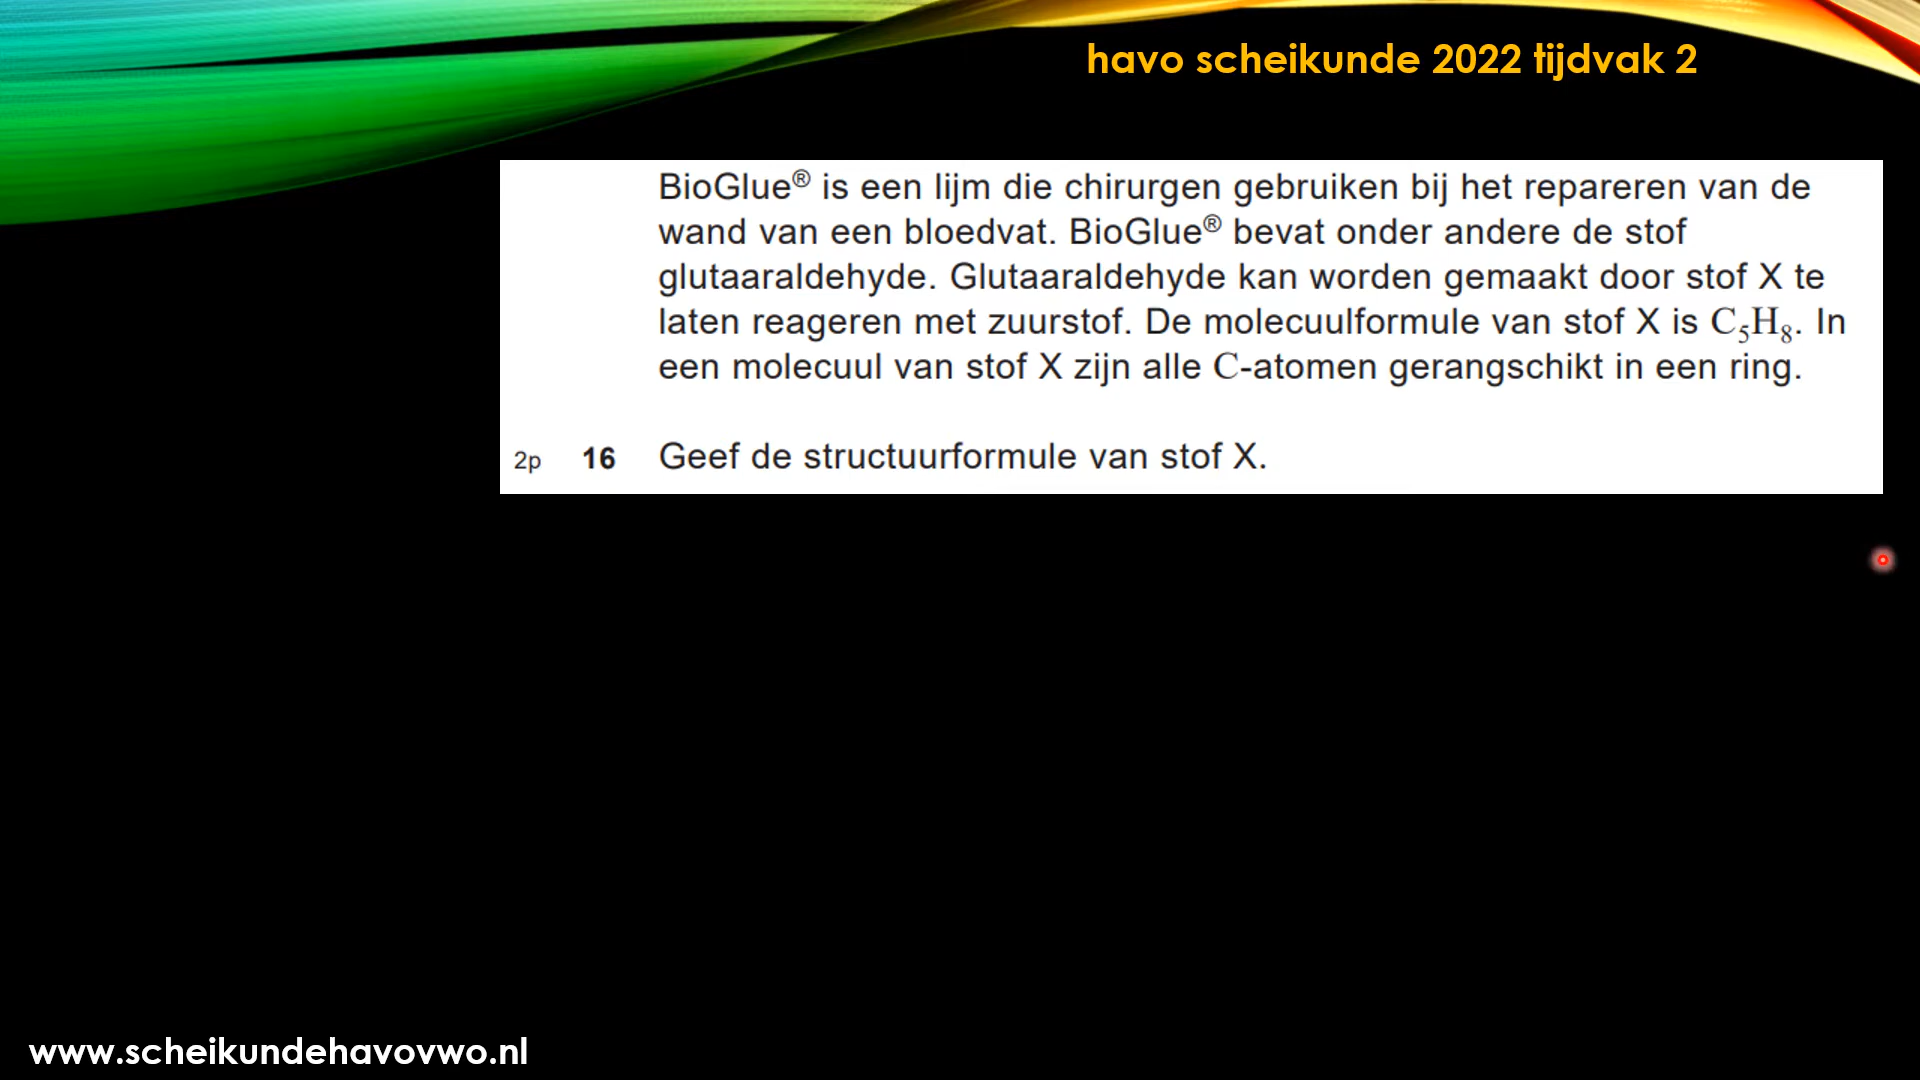 havo scheikunde 2022 tijdvak 2
BioGlue® is een lijm die chirurgen gebruiken bij het repareren van de
wand van een bloedvat. BioGlue® bevat onder andere de stof
glutaaraldehyde. Glutaaraldehyde kan worden gemaakt door stof X te
laten reageren met zuurstof. De molecuulformule van stof X is C₅H₈. In
een molecuul van stof X zijn alle C-atomen gerangschikt in een ring.
2p 16 Geef de structuurformule van stof X.
www.scheikundehavovwo.nl